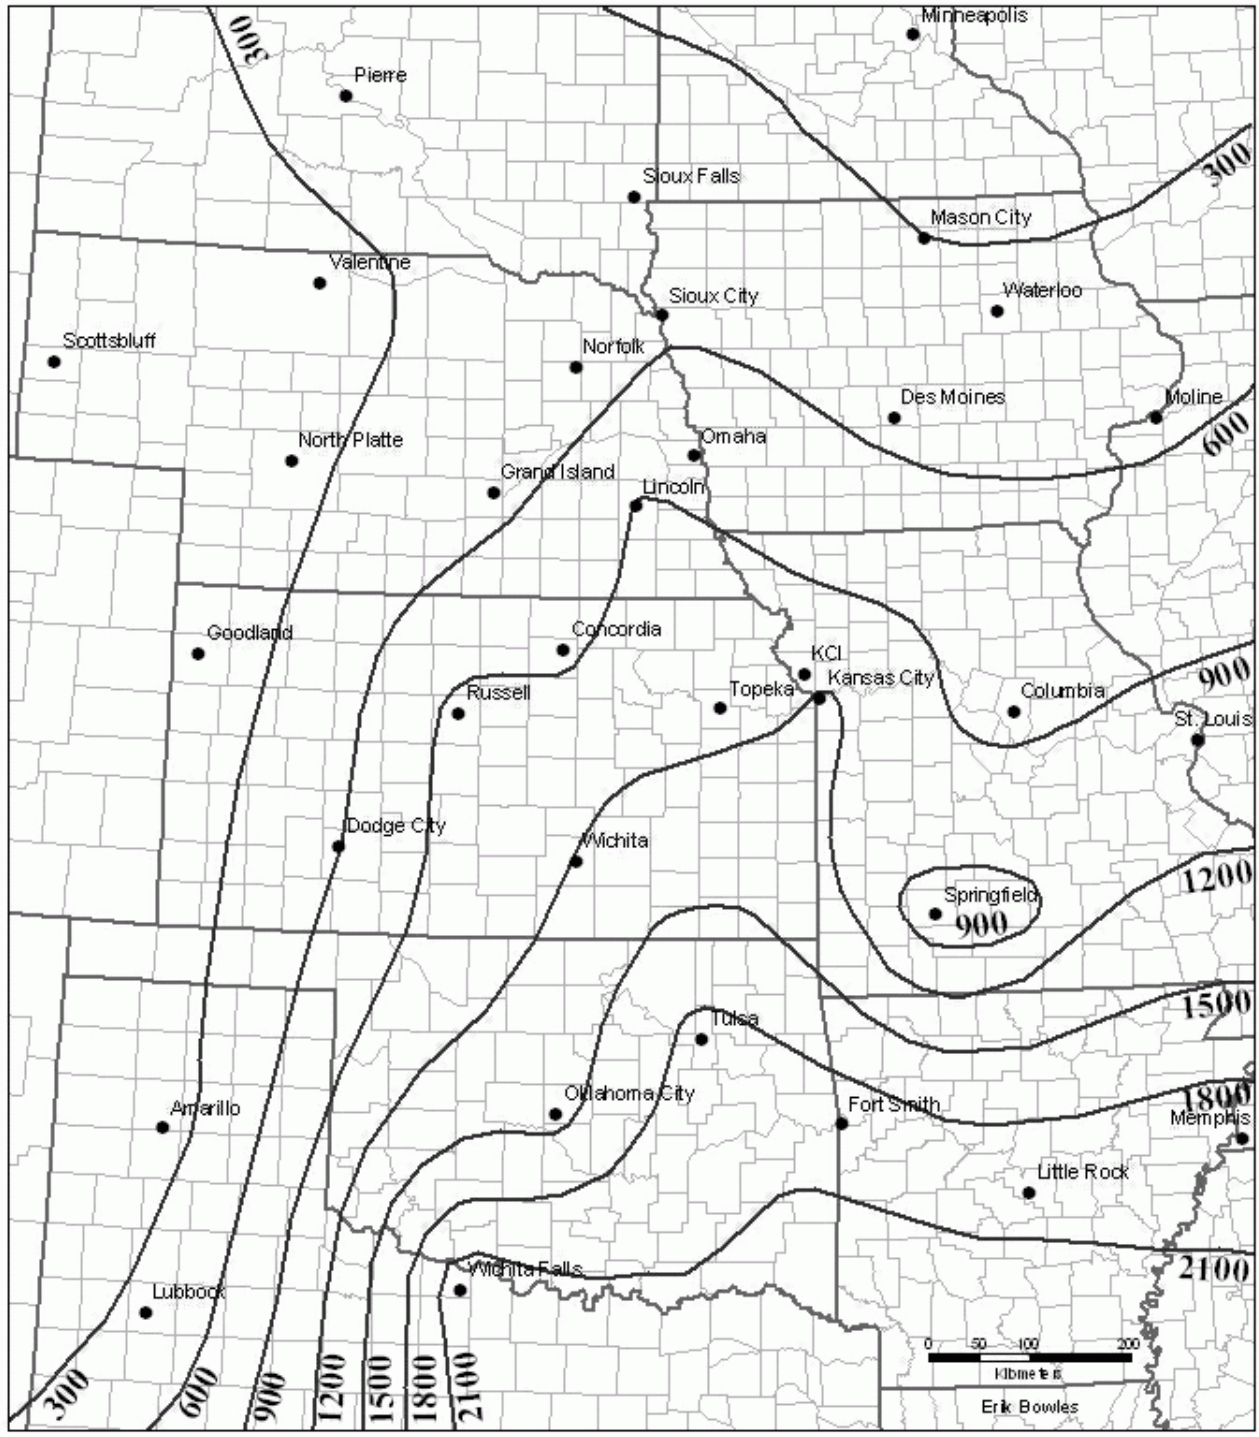 Minneapolis
300
Pierre
300
Sioux Falls
Mason City
Valentine
Sioux City
Waterloo
Scottsbluff
Norfolk
Des Moines
Moline
600
North Platte
Omaha
Grand Island
Lincoln
Goodland
Concordia
KCI
Kansas City
900
Russell
Topeka
Columbia
St. Louis
Dodge City
Wichita
1200
Springfield
900
1500
Tulsa
1800
Amarillo
Oklahoma City
Fort Smith
Memphis
Little Rock
2100
Wichita Falls
Lubbock
0 50 100 200
Kilometers
Erik Bowles
300
600
900
1200
1500
1800
2100